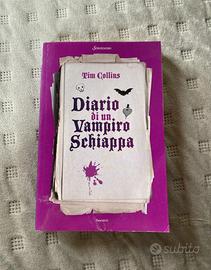 Tim Collins
Diario
di un
Vampiro
Schiappa
subito